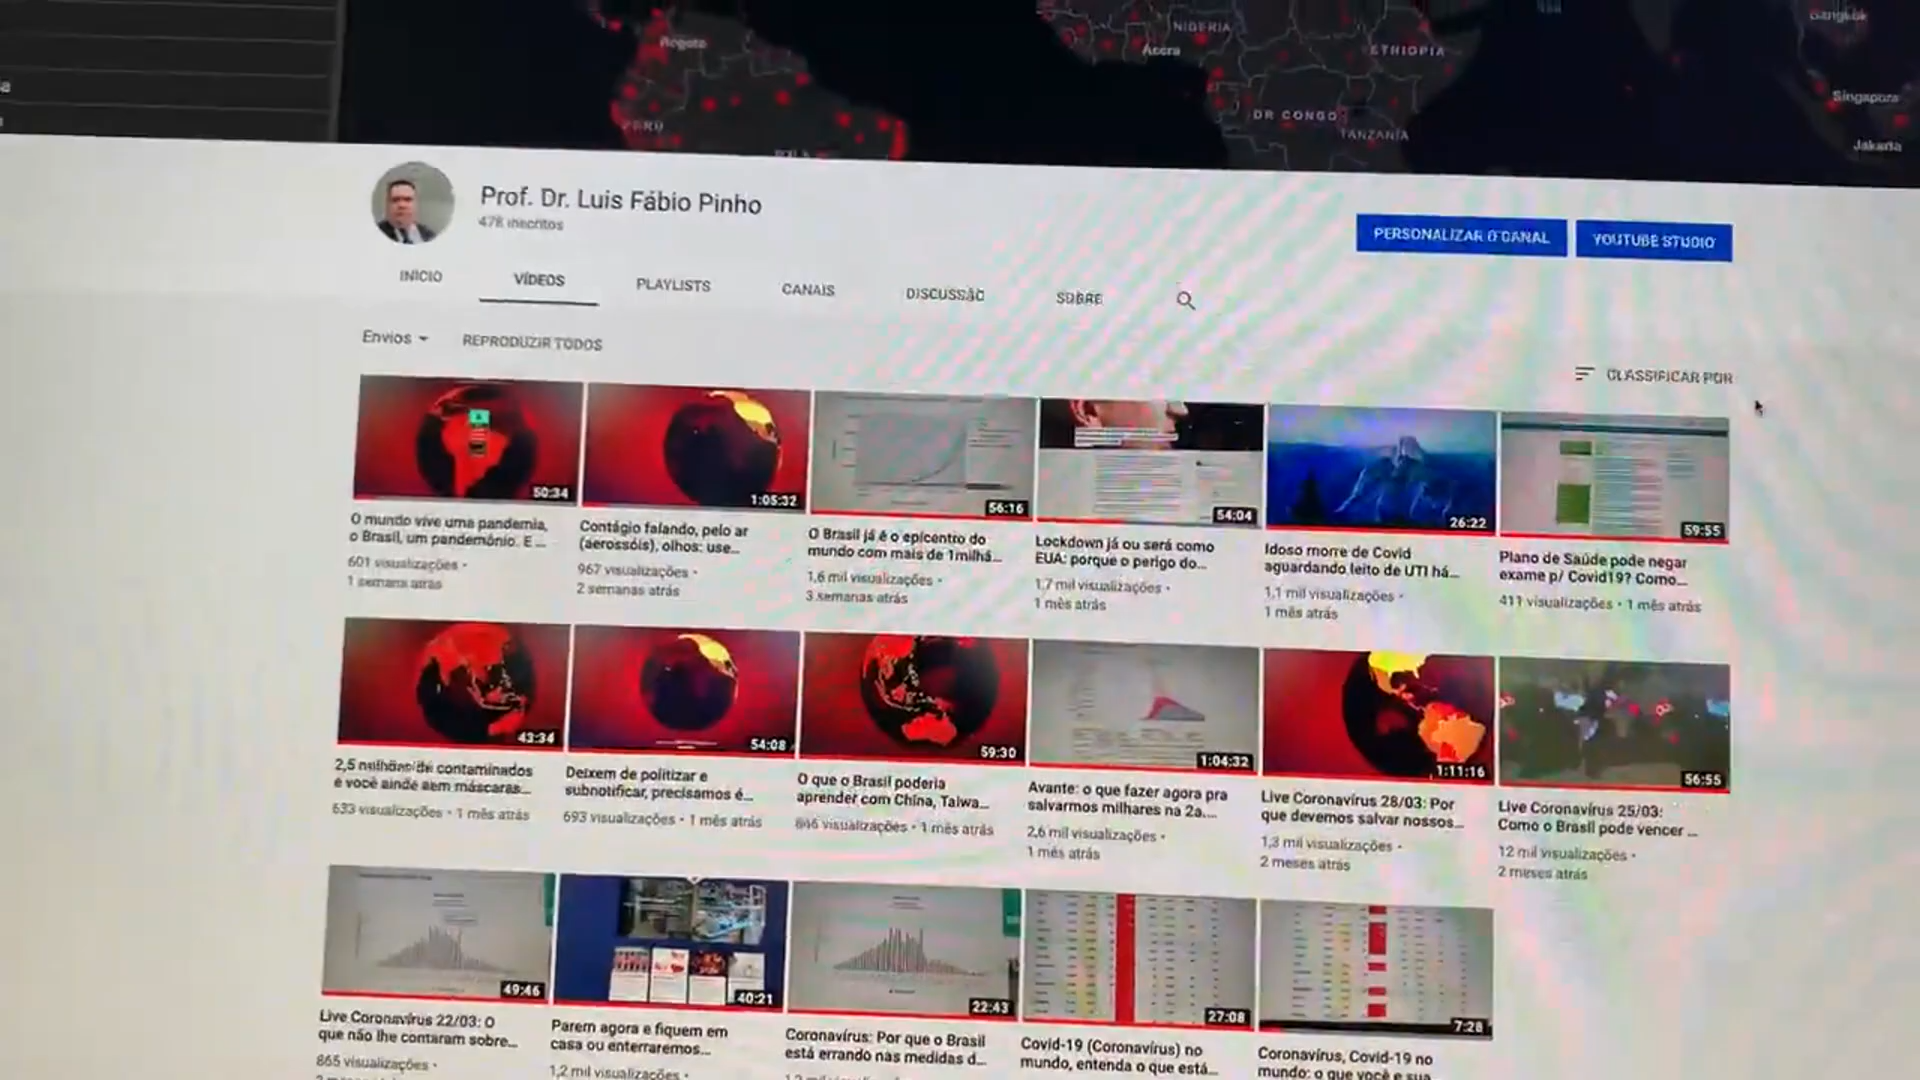 Bogota
PERU
NIGERIA
Accra
ETHIOPIA
DR CONGO
TANZANIA
Bangkok
Singapore
Jakarta
Prof. Dr. Luis Fábio Pinho
478 inscritos
PERSONALIZAR O CANAL
YOUTUBE STUDIO
INÍCIO
VÍDEOS
PLAYLISTS
CANAIS
DISCUSSÃO
SOBRE
Envios
REPRODUZIR TODOS
CLASSIFICAR POR
50:34
1:05:32
56:16
54:04
26:22
59:55
O mundo vive uma pandemia,
o Brasil, um pandemônio. E ...
601 visualizações •
1 semana atrás
Contágio falando, pelo ar
(aerossóis), olhos: use...
967 visualizações •
2 semanas atrás
O Brasil já é o epicentro do
mundo com mais de 1milhã...
1,6 mil visualizações •
3 semanas atrás
Lockdown já ou será como
EUA: porque o perigo do...
1,7 mil visualizações •
1 mês atrás
Idoso morre de Covid
aguardando leito de UTI há...
1,1 mil visualizações •
1 mês atrás
Plano de Saúde pode negar
exame p/ Covid19? Como...
411 visualizações • 1 mês atrás
43:34
54:08
59:30
1:04:32
1:11:16
56:55
2,5 milhões de contaminados
e você ainda sem máscaras...
633 visualizações • 1 mês atrás
Deixem de politizar e
subnotificar, precisamos é...
693 visualizações • 1 mês atrás
O que o Brasil poderia
aprender com China, Taiwa...
846 visualizações • 1 mês atrás
Avante: o que fazer agora pra
salvarmos milhares na 2a....
2,6 mil visualizações •
1 mês atrás
Live Coronavírus 28/03: Por
que devemos salvar nossos...
1,3 mil visualizações •
2 meses atrás
Live Coronavírus 25/03:
Como o Brasil pode vencer ...
12 mil visualizações •
2 meses atrás
49:46
40:21
22:43
27:08
7:28
Live Coronavírus 22/03: O
que não lhe contaram sobre...
865 visualizações •
Parem agora e fiquem em
casa ou enterraremos...
1,2 mil visualizações •
Coronavírus: Por que o Brasil
está errando nas medidas d...
Covid-19 (Coronavírus) no
mundo, entenda o que está...
Coronavírus, Covid-19 no
mundo: o que você e sua